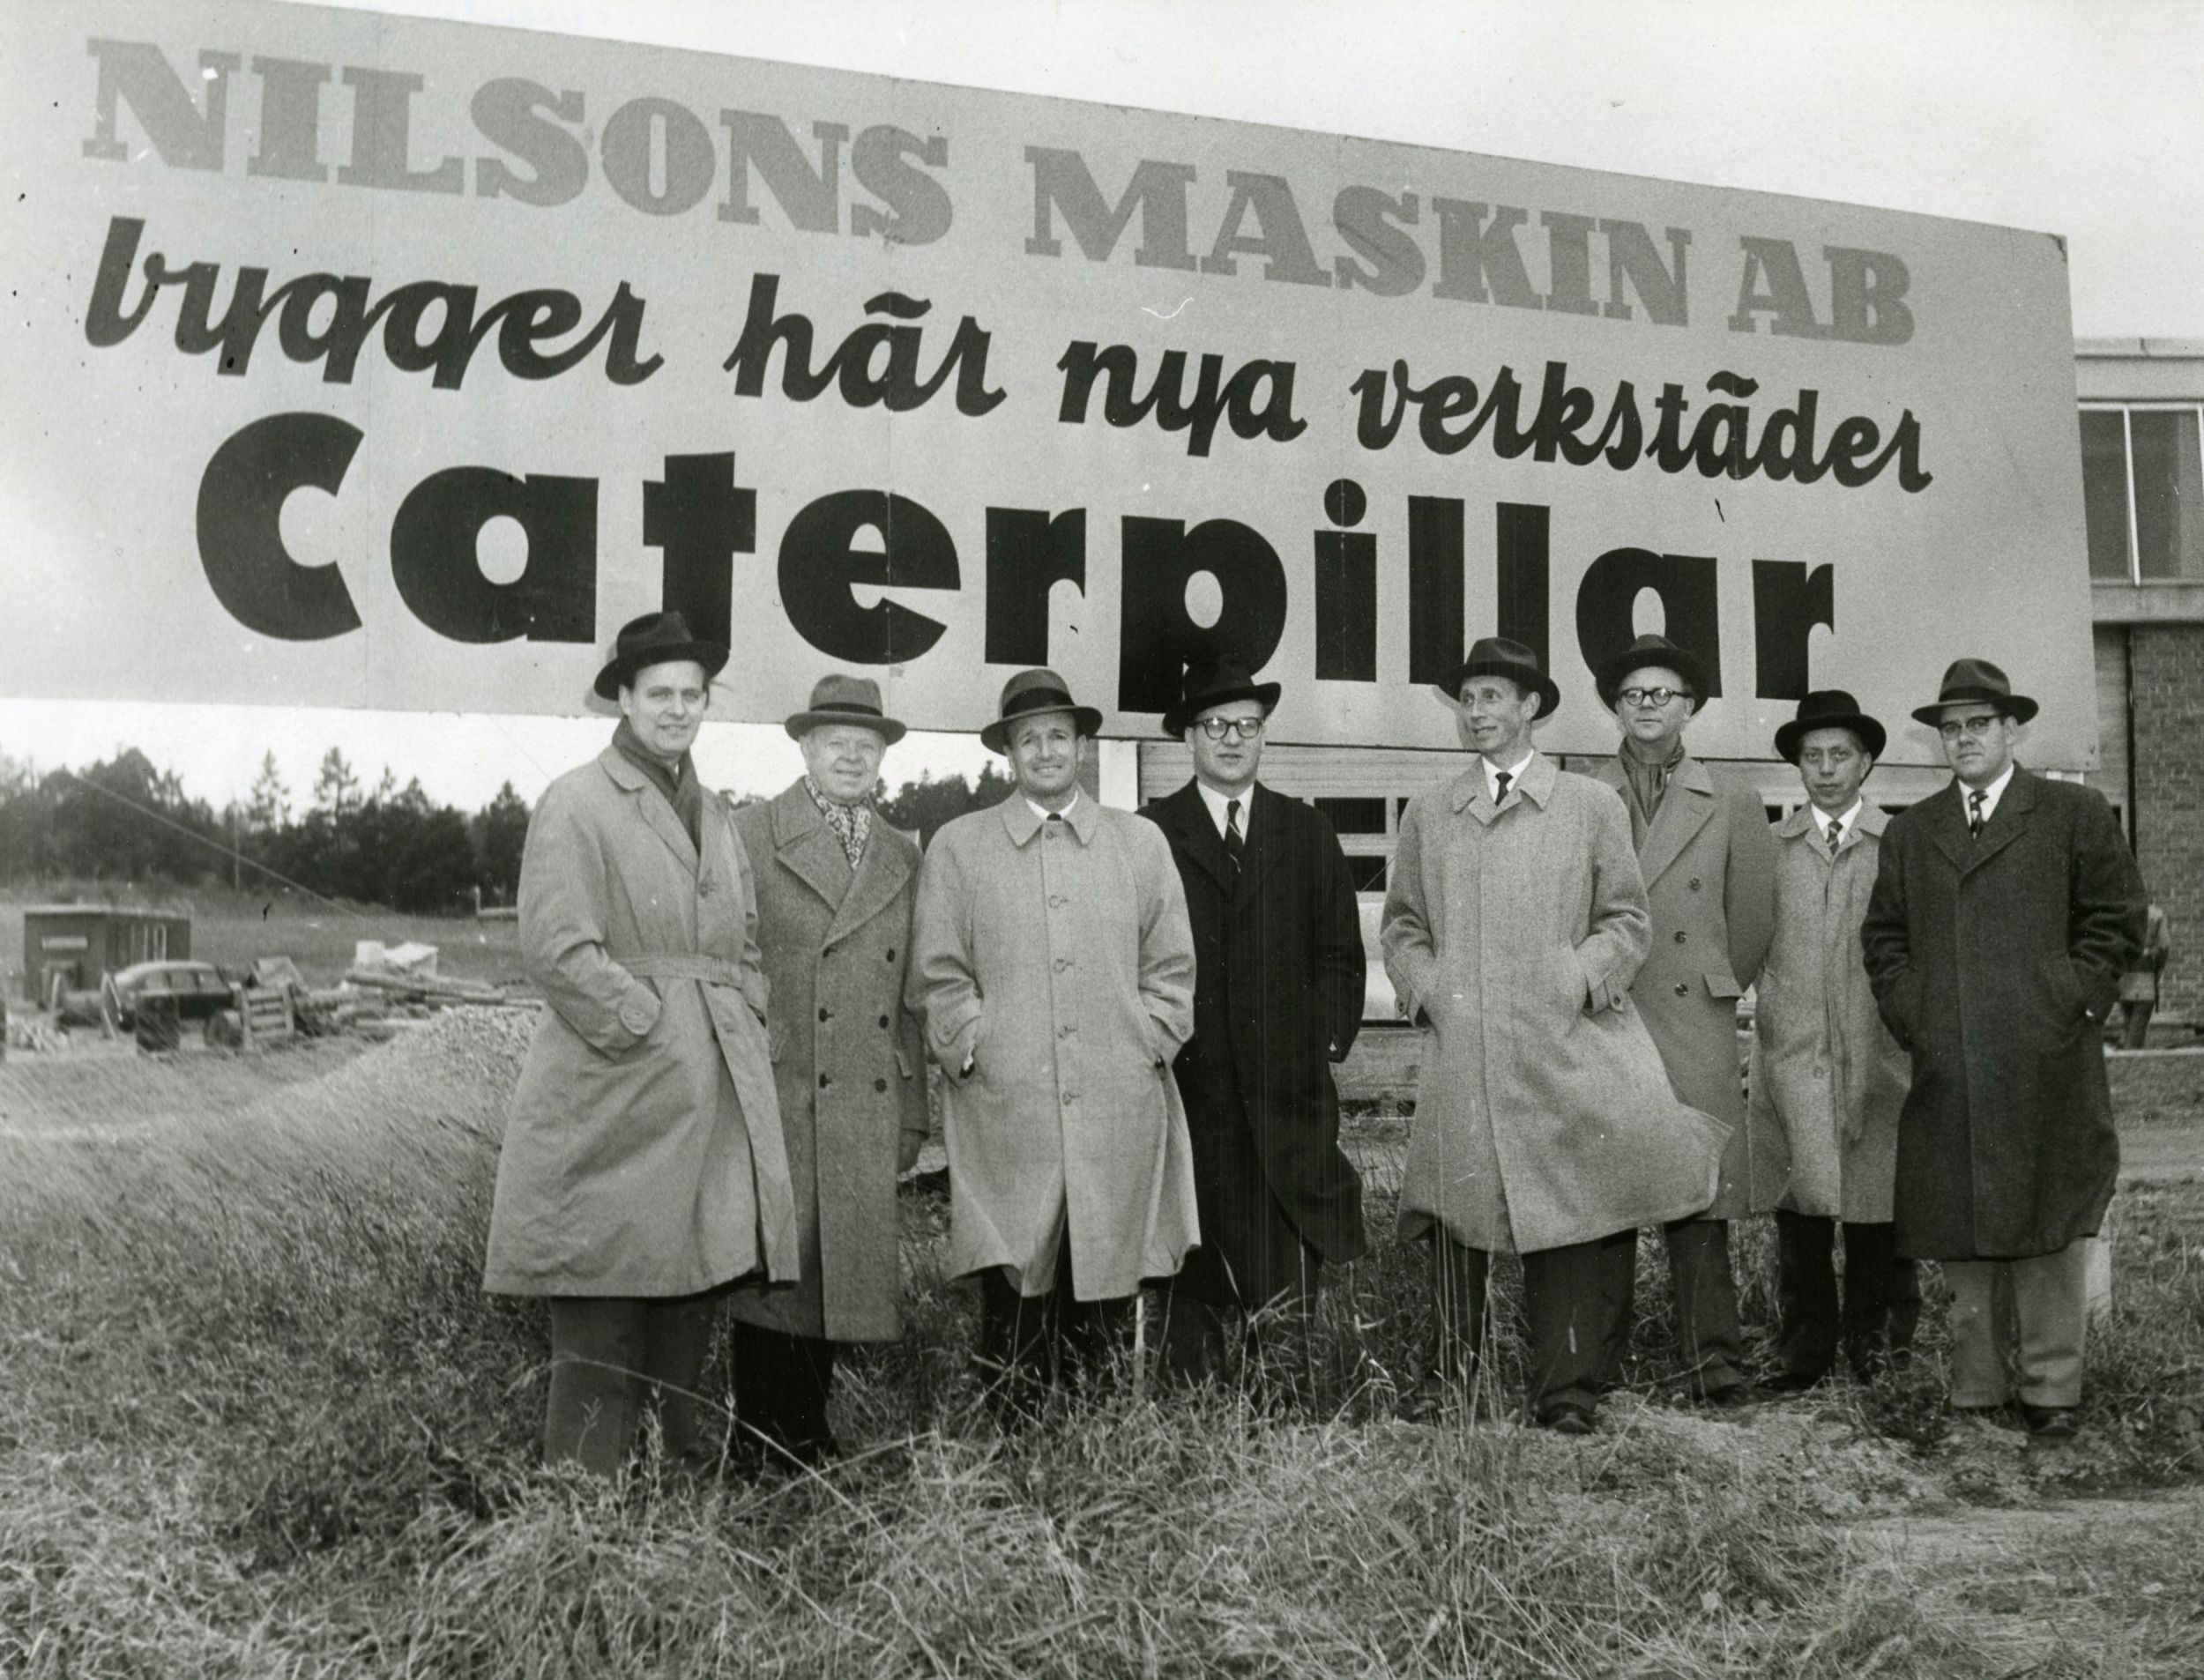 NILSONS MASKIN AB
bygger här nya verkstäder
Caterpillar